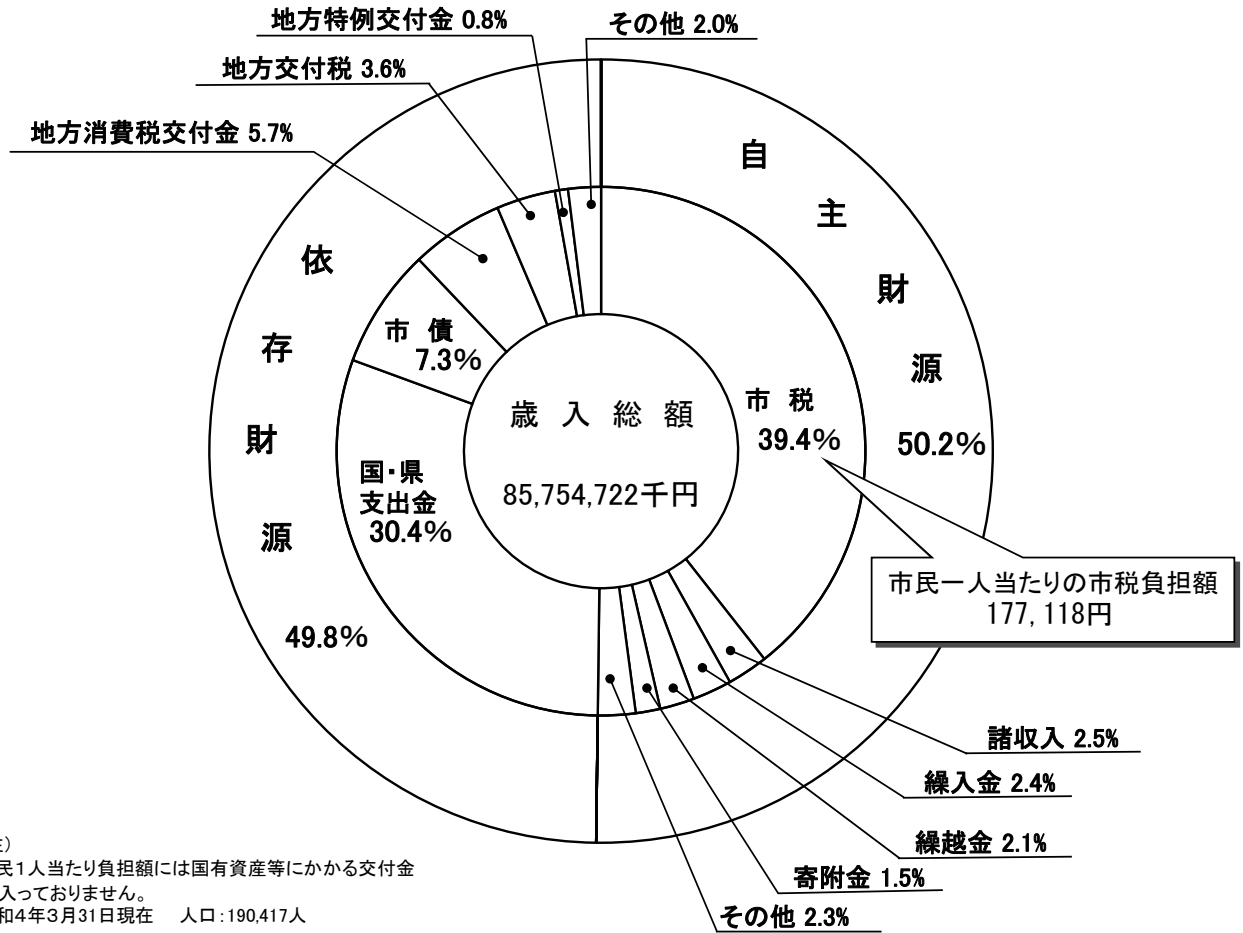 地方特例交付金 0.8%
その他 2.0%
地方交付税 3.6%
地方消費税交付金 5.7%
自主財源
50.2%
依存財源
49.8%
市 債
7.3%
国・県
支出金
30.4%
歳 入 総 額
85,754,722千円
市 税
39.4%
市民一人当たりの市税負担額
177,118円
諸収入 2.5%
繰入金 2.4%
繰越金 2.1%
寄附金 1.5%
その他 2.3%
)
民1人当たり負担額には国有資産等にかかる交付金
入っておりません。
和4年3月31日現在 人口:190,417人